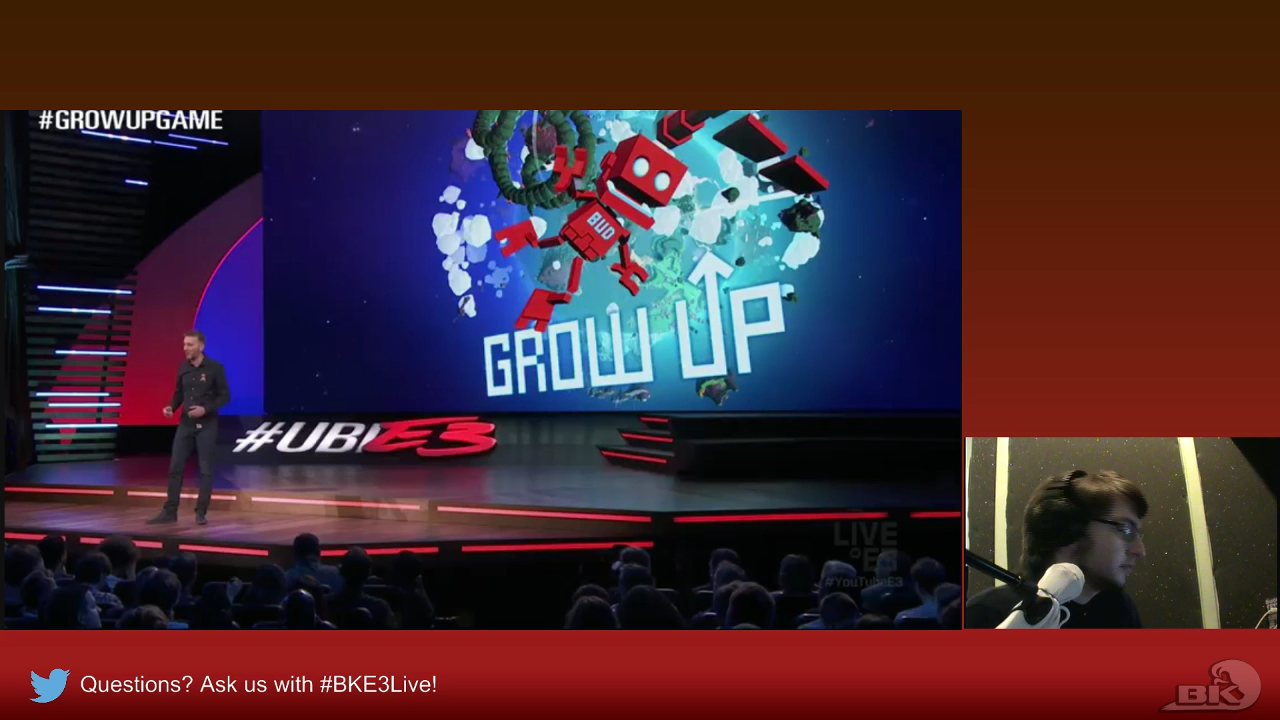 #GROWUPGAME
BUD
GROW UP
#UBIE3
LIVE
E3
#YouTubeE3
Questions? Ask us with #BKE3Live!
BK